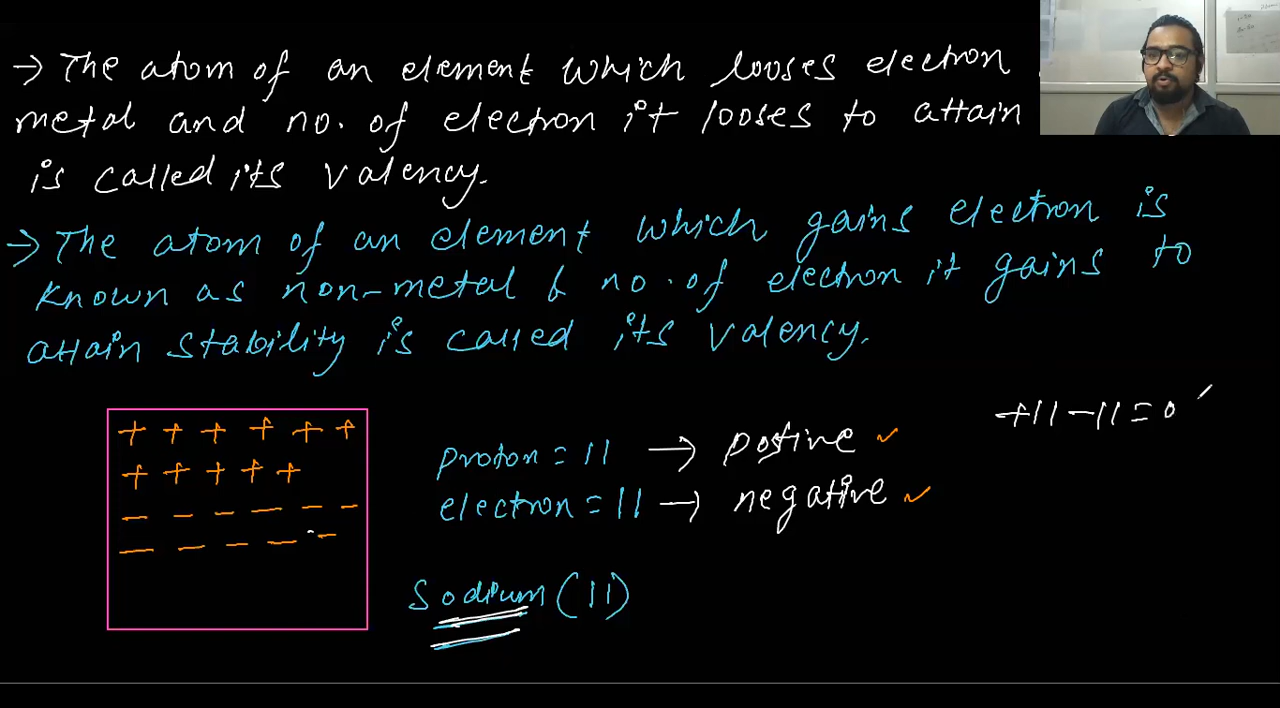 → The atom of an element which looses electron
metal and no. of electron it looses to attain
is called its valency.
→ The atom of an element which gains electron is
known as non-metal & no. of electron it gains to
attain stability is called its valency.
+ + + + + +
+ + + + +
- - - - - -
- - - - -
proton = 11 → postive ✓
electron = 11 → negative ✓
+11 -11 = 0
Sodium (11)